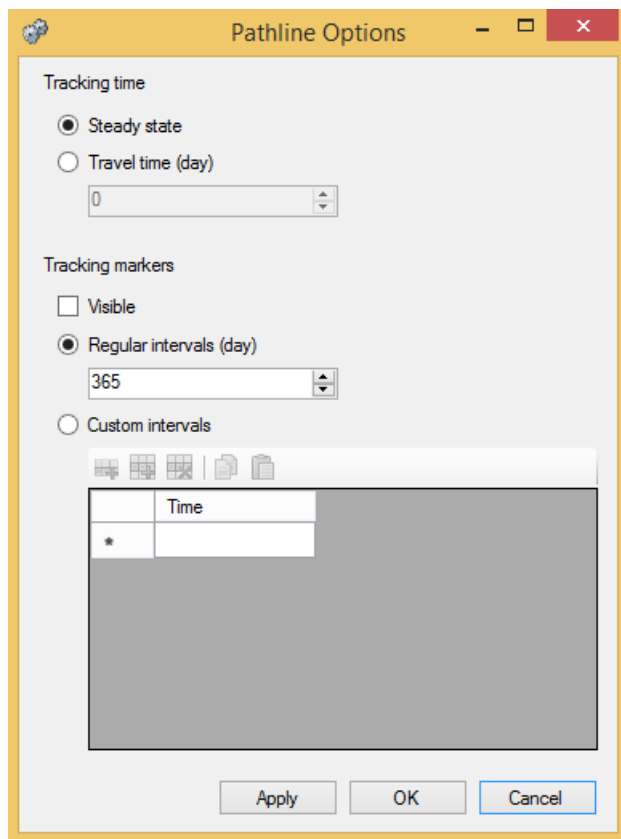 Pathline Options
Tracking time
Steady state
Travel time (day)
0
Tracking markers
Visible
Regular intervals (day)
365
Custom intervals
Time
*
Apply OK Cancel